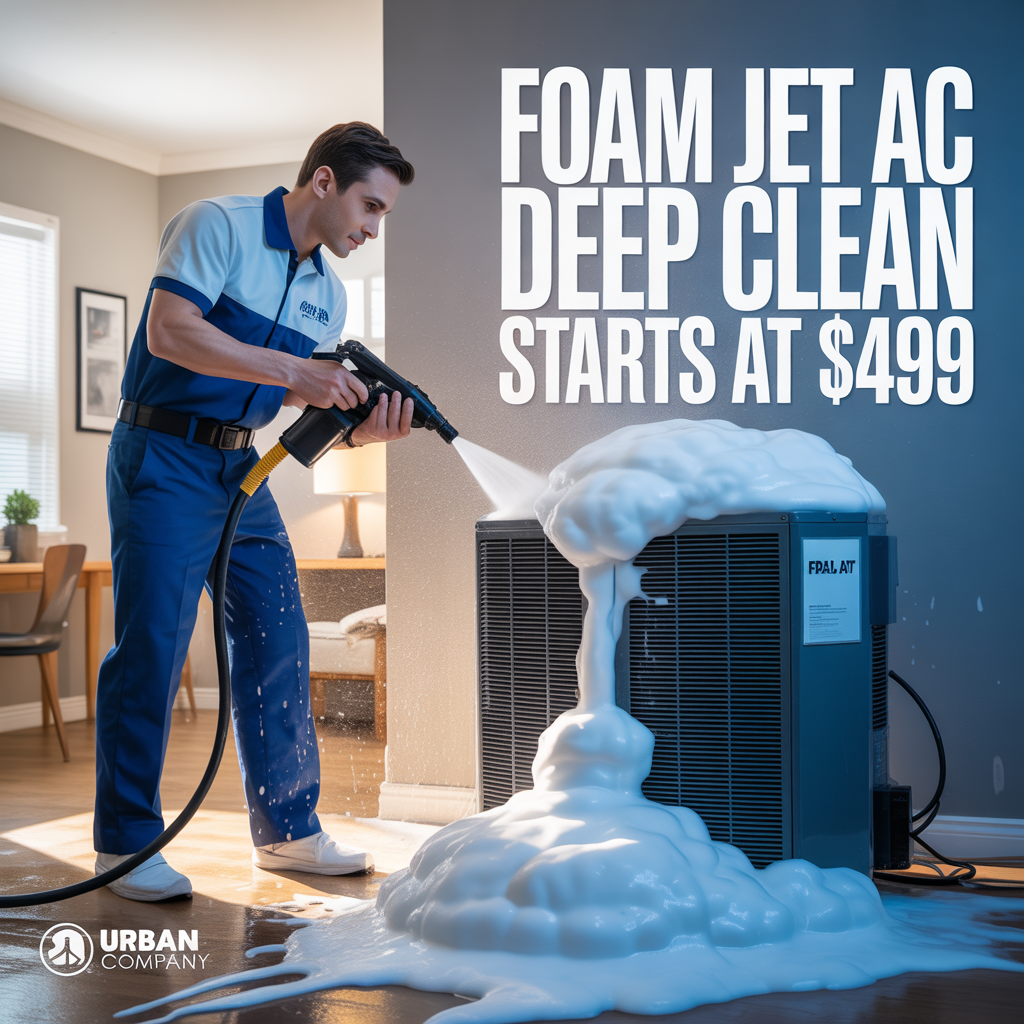 FOAM JET AC
DEEP CLEAN
STARTS AT $499
FPAL AT
URBAN
COMPANY